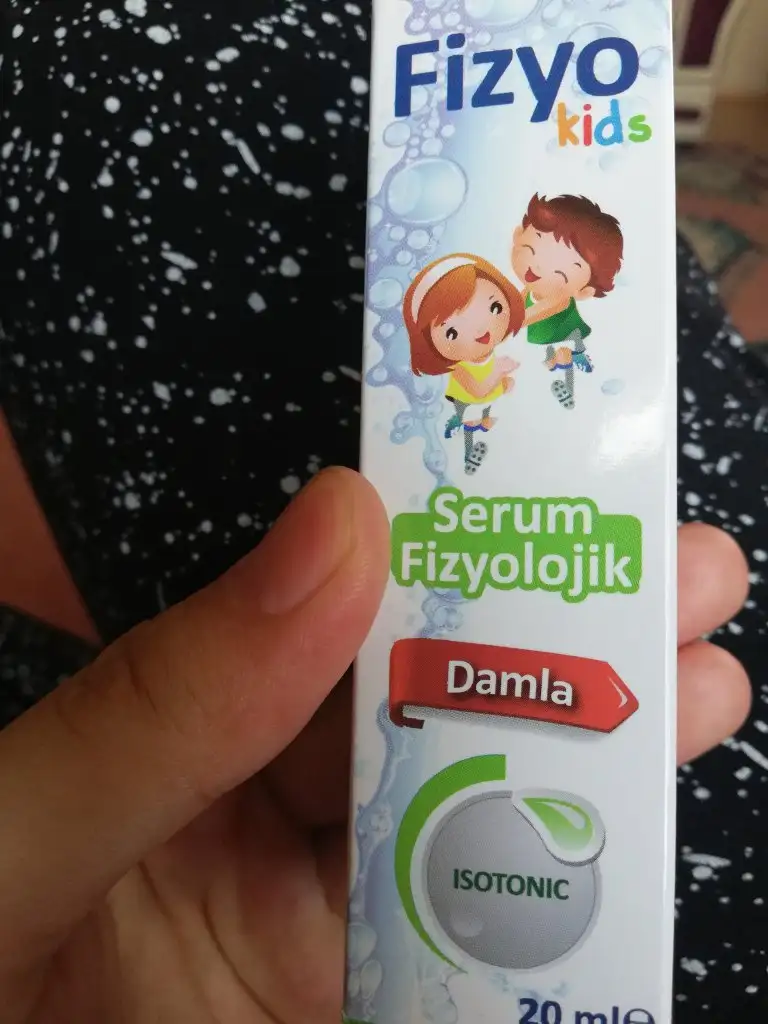 Fizyo
kids
Serum
Fizyolojik
Damla
ISOTONIC
20 ml℮